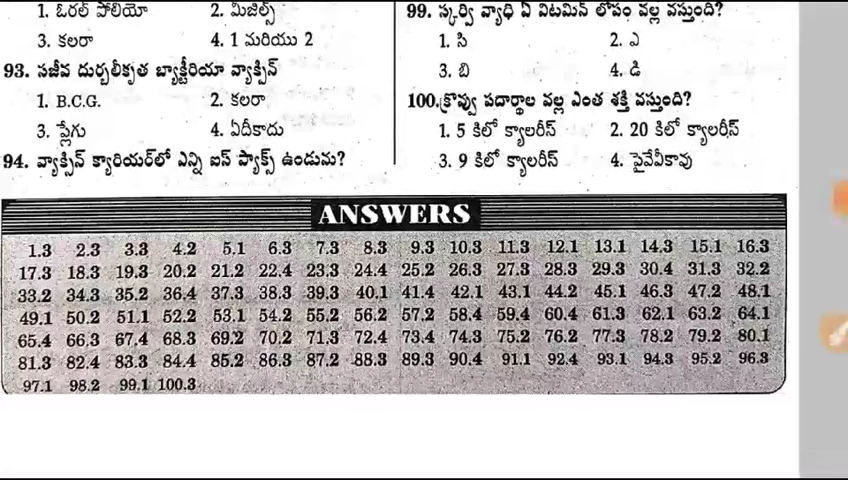 1. ఓరల్ పోలియో 2. మీజిల్స్
3. కలరా 4. 1 మరియు 2
93. సజీవ దుర్బలీకృత బ్యాక్టీరియా వ్యాక్సిన్
1. B.C.G. 2. కలరా
3. ప్లేగు 4. ఏదీకాదు
94. వ్యాక్సిన్ క్యారియర్‌లో ఎన్ని ఐస్ ప్యాక్స్ ఉండును?
99. స్కర్వి వ్యాధి ఏ విటమిన్ లోపం వల్ల వస్తుంది?
1. సి 2. ఎ
3. బి 4. డి
100. క్రొవ్వు పదార్థాల వల్ల ఎంత శక్తి వస్తుంది?
1. 5 కిలో క్యాలరీస్ 2. 20 కిలో క్యాలరీస్
3. 9 కిలో క్యాలరీస్ 4. పైవేవీకావు
ANSWERS
1.3 2.3 3.3 4.2 5.1 6.3 7.3 8.3 9.3 10.3 11.3 12.1 13.1 14.3 15.1 16.3
17.3 18.3 19.3 20.2 21.2 22.4 23.3 24.4 25.2 26.3 27.3 28.3 29.3 30.4 31.3 32.2
33.2 34.3 35.2 36.4 37.3 38.3 39.3 40.1 41.4 42.1 43.1 44.2 45.1 46.3 47.2 48.1
49.1 50.2 51.1 52.2 53.1 54.2 55.2 56.2 57.2 58.4 59.4 60.4 61.3 62.1 63.2 64.1
65.4 66.3 67.4 68.3 69.2 70.2 71.3 72.4 73.4 74.3 75.2 76.2 77.3 78.2 79.2 80.1
81.3 82.4 83.3 84.4 85.2 86.3 87.2 88.3 89.3 90.4 91.1 92.4 93.1 94.3 95.2 96.3
97.1 98.2 99.1 100.3